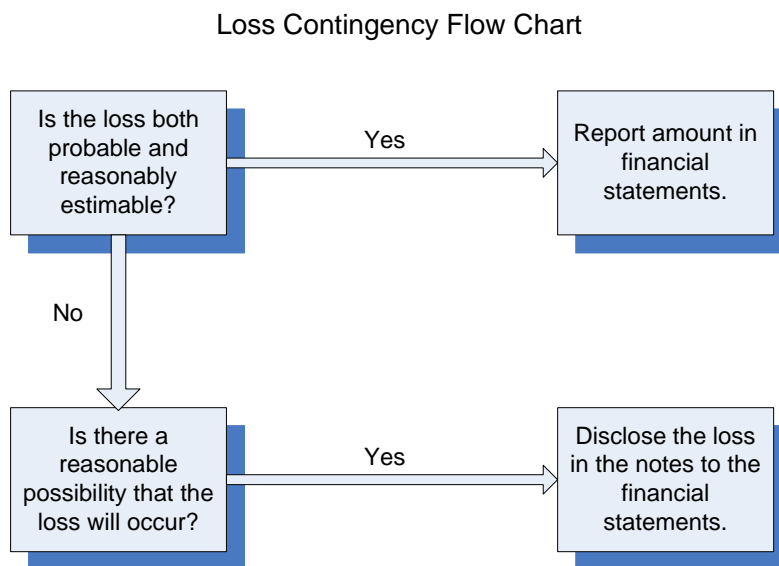 Loss Contingency Flow Chart
Is the loss both
probable and
reasonably
estimable?
Yes
Report amount in
financial
statements.
No
Is there a
reasonable
possibility that the
loss will occur?
Yes
Disclose the loss
in the notes to the
financial
statements.